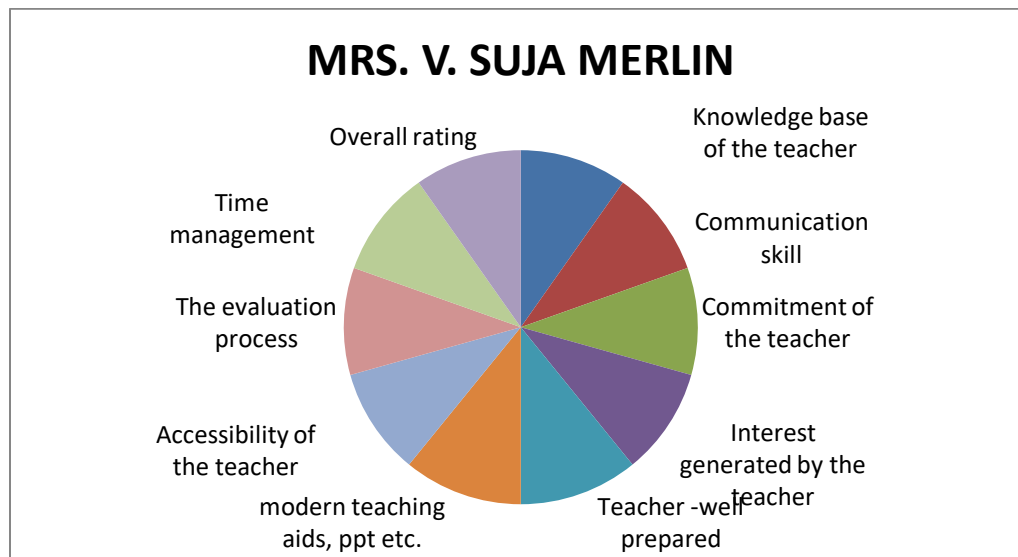 MRS. V. SUJA MERLIN
Knowledge base
of the teacher
Communication
skill
Commitment of
the teacher
Interest
generated by the
teacher
Teacher -well
prepared
modern teaching
aids, ppt etc.
Accessibility of
the teacher
The evaluation
process
Time
management
Overall rating